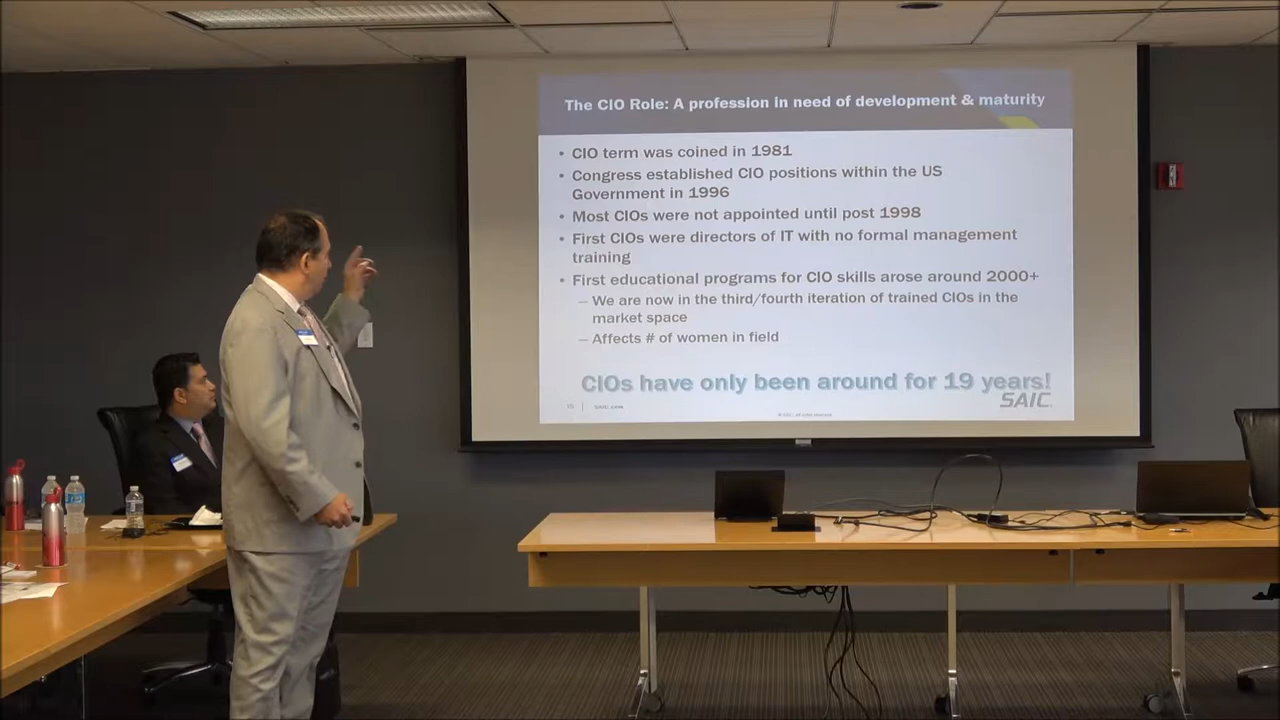 The CIO Role: A profession in need of development & maturity
• CIO term was coined in 1981
• Congress established CIO positions within the US
Government in 1996
• Most CIOs were not appointed until post 1998
• First CIOs were directors of IT with no formal management
training
• First educational programs for CIO skills arose around 2000+
– We are now in the third/fourth iteration of trained CIOs in the
market space
– Affects # of women in field
CIOs have only been around for 19 years!
SAIC